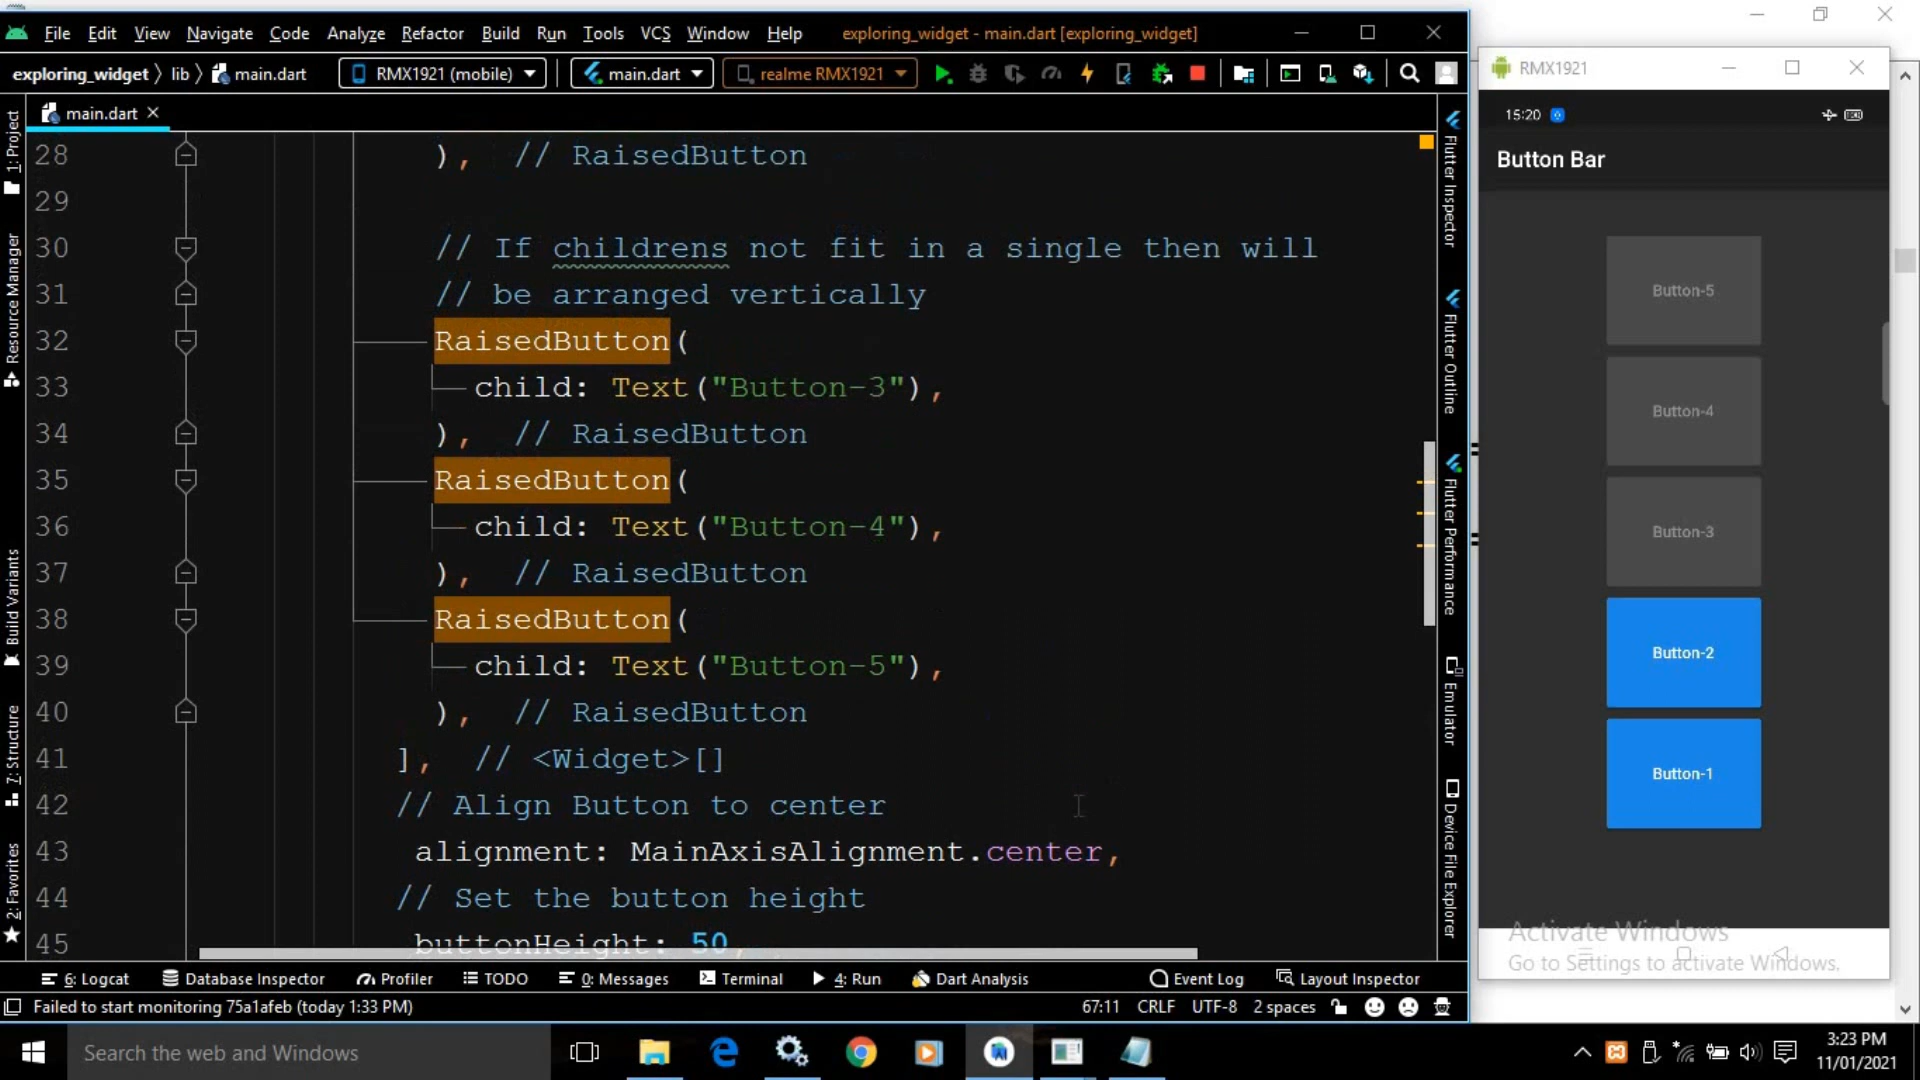 File Edit View Navigate Code Analyze Refactor Build Run Tools VCS Window Help exploring_widget - main.dart [exploring_widget]
exploring_widget lib main.dart RMX1921 (mobile) main.dart realme RMX1921
main.dart
1: Project
Resource Manager
Build Variants
7: Structure
2: Favorites
28 ), // RaisedButton
29
30 // If childrens not fit in a single then will
31 // be arranged vertically
32 RaisedButton(
33 child: Text("Button-3"),
34 ), // RaisedButton
35 RaisedButton(
36 child: Text("Button-4"),
37 ), // RaisedButton
38 RaisedButton(
39 child: Text("Button-5"),
40 ), // RaisedButton
41 ], // <Widget>[]
42 // Align Button to center
43 alignment: MainAxisAlignment.center,
44 // Set the button height
45 buttonHeight: 50,
Flutter Inspector
Flutter Outline
Flutter Performance
Emulator
Device File Explorer
6: Logcat Database Inspector Profiler TODO 0: Messages Terminal 4: Run Dart Analysis Event Log Layout Inspector
Failed to start monitoring 75a1afeb (today 1:33 PM) 67:11 CRLF UTF-8 2 spaces
RMX1921
15:20
Button Bar
Button-5
Button-4
Button-3
Button-2
Button-1
Activate Windows
Go to Settings to activate Windows.
Search the web and Windows
3:23 PM
11/01/2021